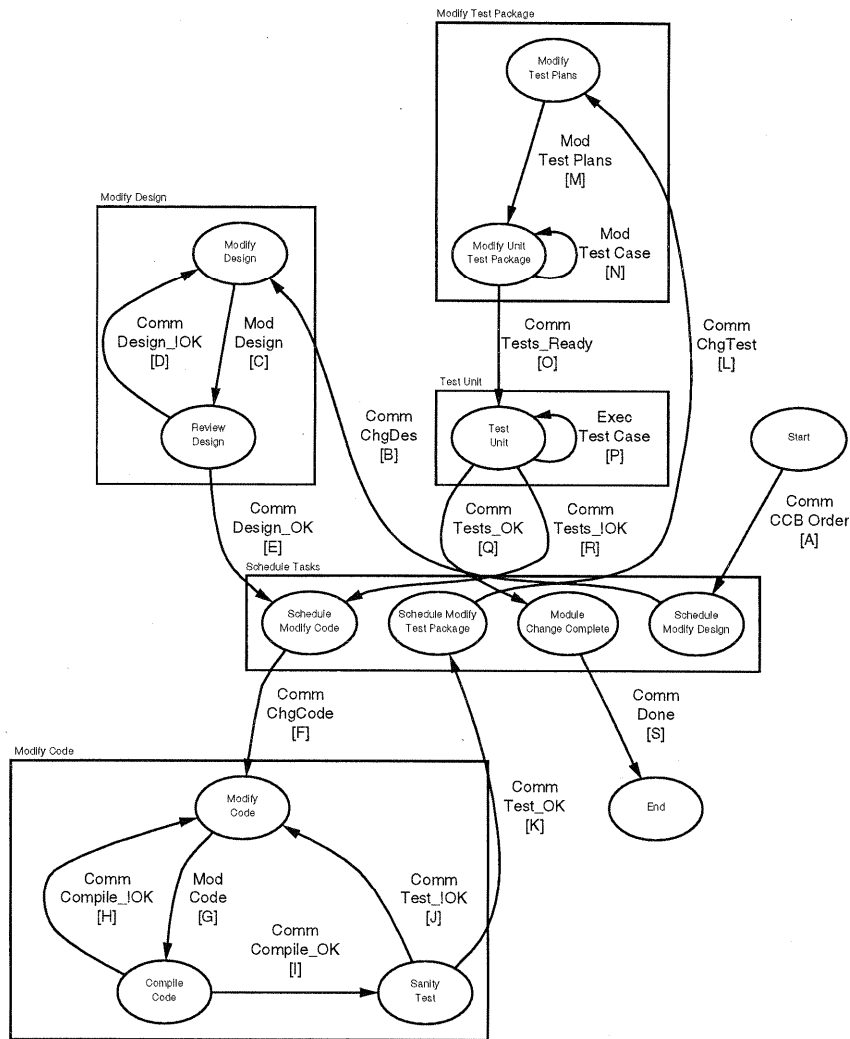 Modify Test Package
Modify
Test Plans
Mod
Test Plans
[M]
Modify Unit
Test Package
Mod
Test Case
[N]
Modify Design
Modify
Design
Comm
Design_!OK
[D]
Mod
Design
[C]
Review
Design
Comm
Tests_Ready
[O]
Comm
ChgTest
[L]
Comm
ChgDes
[B]
Test Unit
Test
Unit
Exec
Test Case
[P]
Start
Comm
CCB Order
[A]
Comm
Design_OK
[E]
Comm
Tests_OK
[Q]
Comm
Tests_!OK
[R]
Schedule Tasks
Schedule
Modify Code
Schedule Modify
Test Package
Module
Change Complete
Schedule
Modify Design
Comm
ChgCode
[F]
Comm
Done
[S]
Modify Code
Modify
Code
Comm
Test_OK
[K]
End
Comm
Compile_!OK
[H]
Mod
Code
[G]
Comm
Compile_OK
[I]
Comm
Test_!OK
[J]
Compile
Code
Sanity
Test